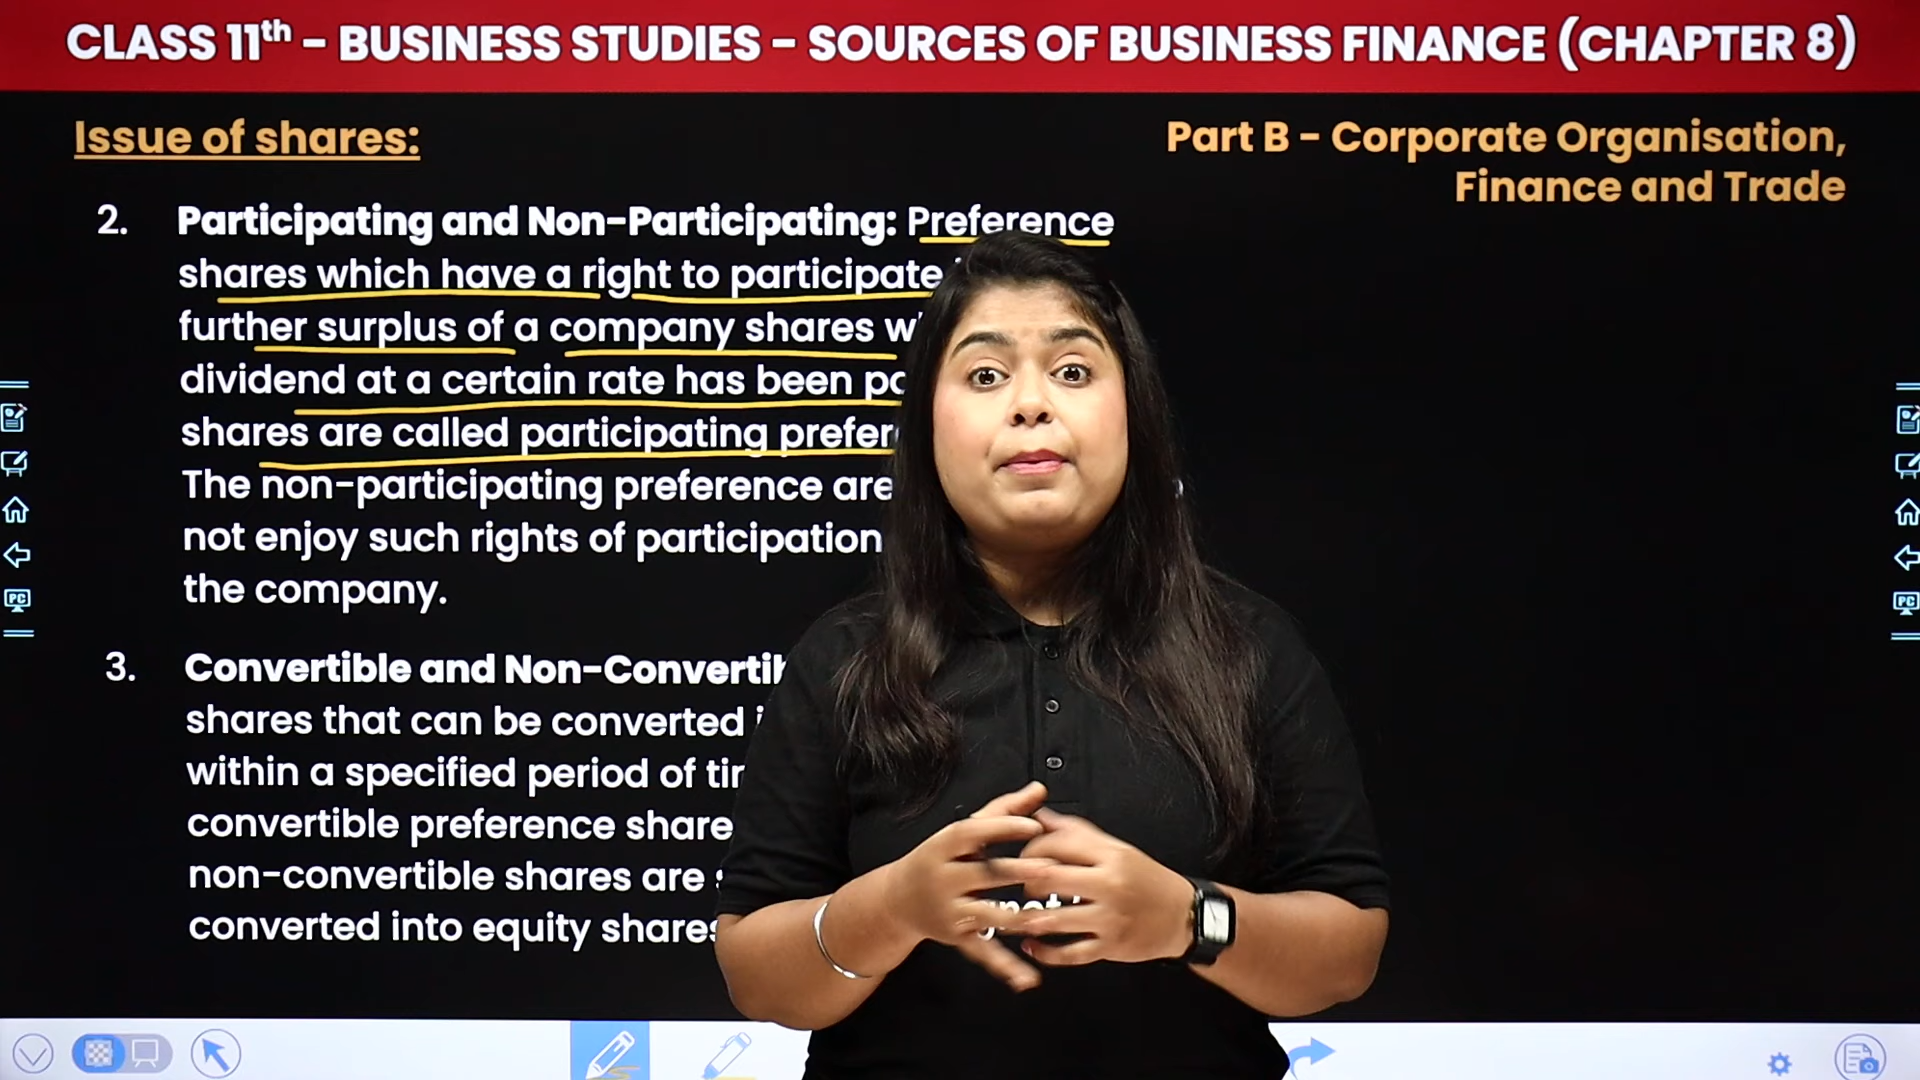 CLASS 11th - BUSINESS STUDIES - SOURCES OF BUSINESS FINANCE (CHAPTER 8)
Issue of shares:
Part B - Corporate Organisation,
Finance and Trade
2. Participating and Non-Participating: Preference
shares which have a right to participate
further surplus of a company shares
dividend at a certain rate has been
shares are called participating
The non-participating preference are
not enjoy such rights of participation
the company.
3. Convertible and
shares that can be converted
within a specified period of
convertible preference
non-convertible shares are
converted into equity
PC
PC